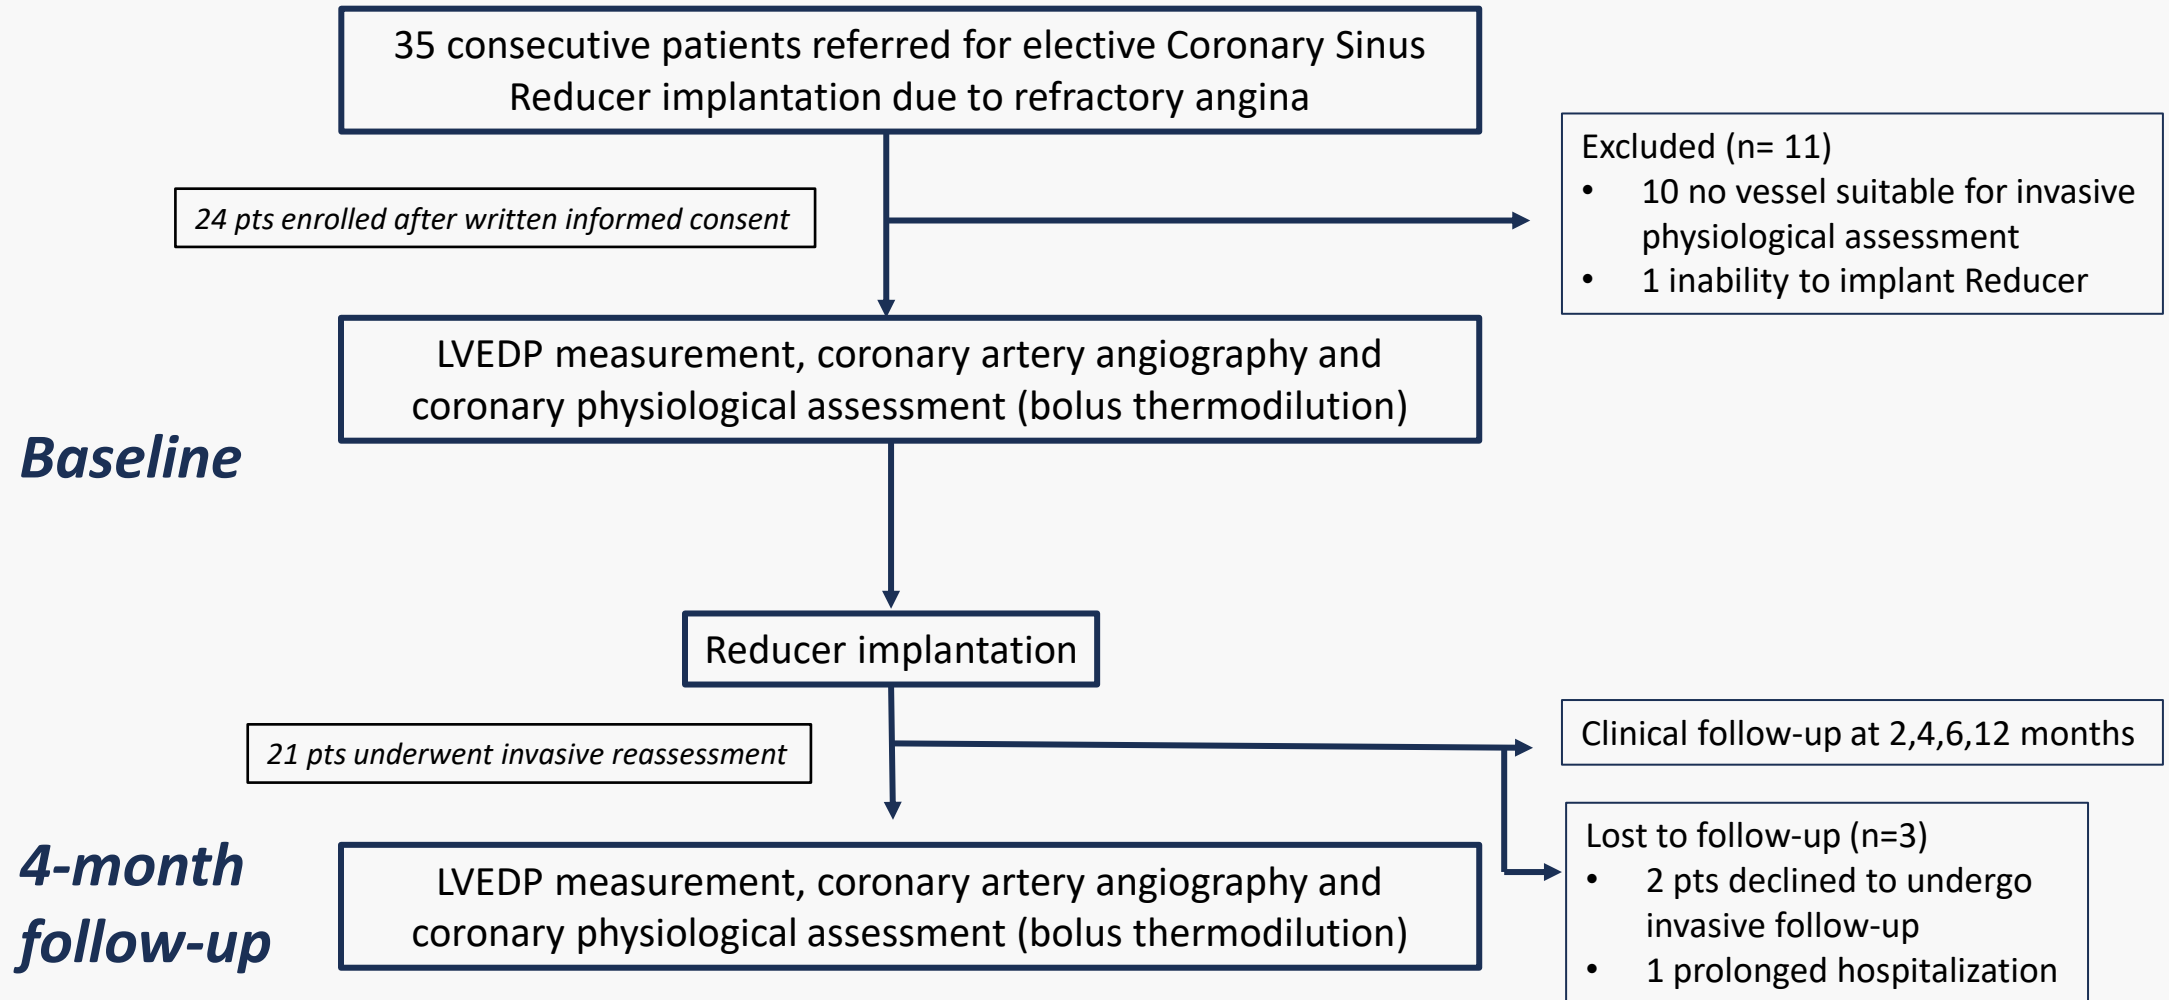 35 consecutive patients referred for elective Coronary Sinus
Reducer implantation due to refractory angina
Excluded (n= 11)
• 10 no vessel suitable for invasive
physiological assessment
• 1 inability to implant Reducer
24 pts enrolled after written informed consent
LVEDP measurement, coronary artery angiography and
coronary physiological assessment (bolus thermodilution)
Baseline
Reducer implantation
21 pts underwent invasive reassessment
Clinical follow-up at 2,4,6,12 months
Lost to follow-up (n=3)
• 2 pts declined to undergo
invasive follow-up
• 1 prolonged hospitalization
4-month
follow-up
LVEDP measurement, coronary artery angiography and
coronary physiological assessment (bolus thermodilution)